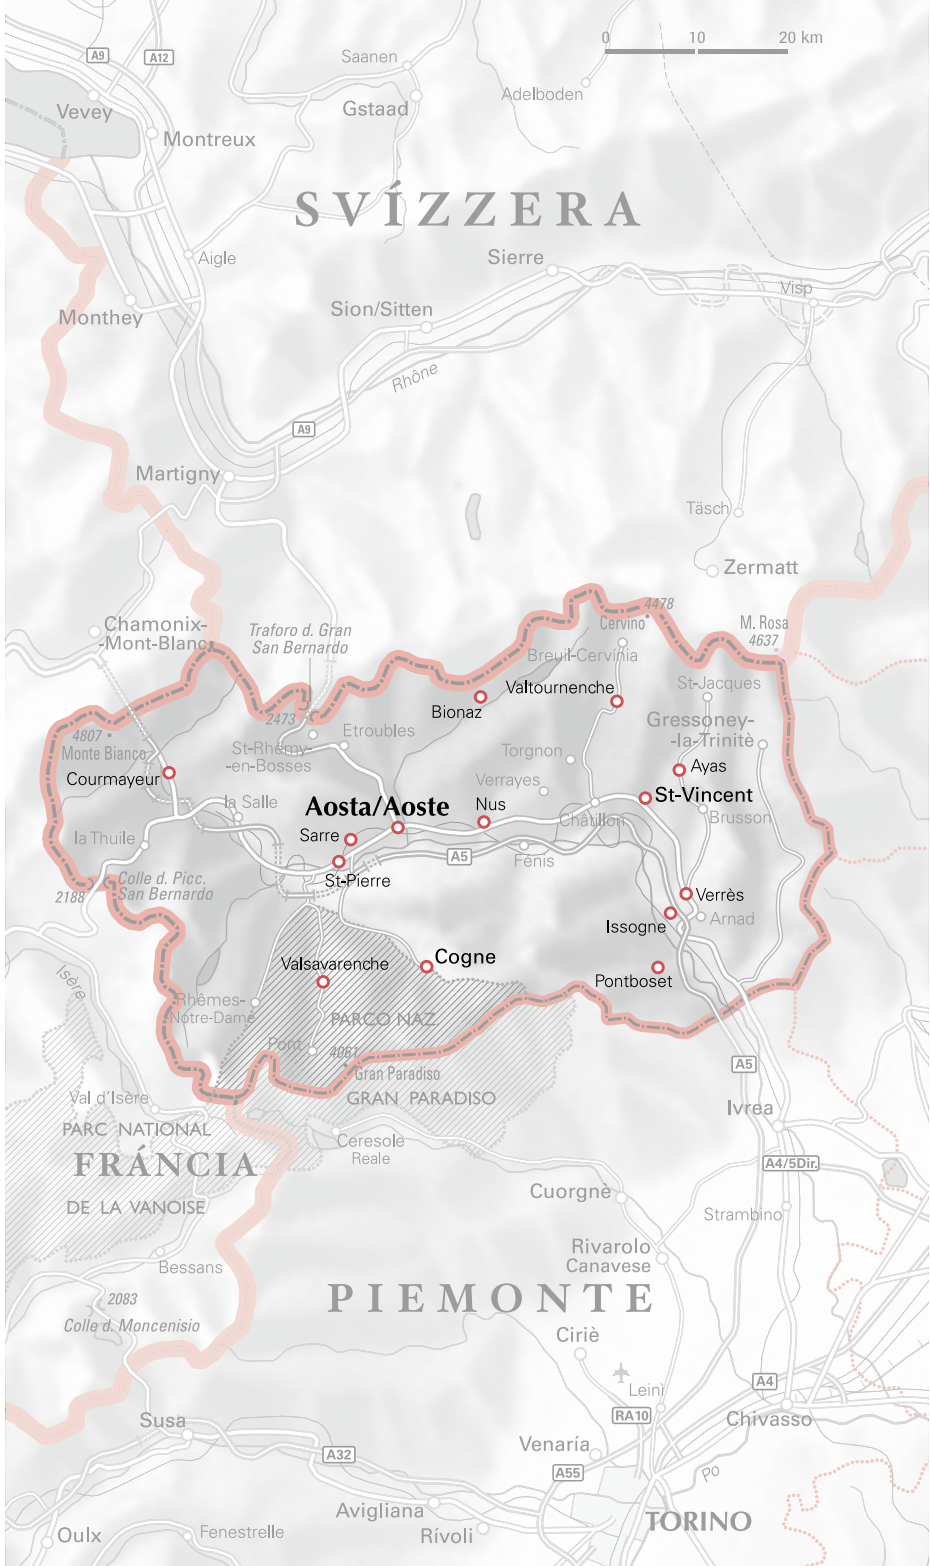 0 10 20 km
A9
A12
Saanen
Adelboden
Gstaad
Vevey
Montreux
SVÍZZERA
Aigle
Sierre
Visp
Sion/Sitten
Monthey
Rhône
A9
Martigny
Täsch
Zermatt
4478
Cervino
M. Rosa
4637
Chamonix-
-Mont-Blanc
Traforo d. Gran
San Bernardo
Breuil-Cervinia
Valtournenche
St-Jacques
Bionaz
2473
Gressoney-
-la-Trinitè
4807
Monte Bianco
Etroubles
St-Rhémy-
-en-Bosses
Torgnon
Courmayeur
Ayas
Verrayes
St-Vincent
la Salle
Aosta/Aoste
Nus
Châtillon
Brusson
la Thuile
Sarre
A5
Fénis
St-Pierre
Colle d. Picc.
San Bernardo
2188
Verrès
Issogne
Arnad
Cogne
Valsavarenche
Pontboset
Isère
Rhêmes-
-Notre-Dame
PARCO NAZ.
Pont
4061
Gran Paradiso
GRAN PARADISO
A5
Val d'Isère
Ivrea
PARC NATIONAL
Ceresole
Reale
FRÁNCIA
A4/5Dir.
DE LA VANOISE
Cuorgnè
Strambino
Rivarolo
Canavese
Bessans
PIEMONTE
2083
Colle d. Moncenisio
Ciriè
Leinì
A4
RA10
Chivasso
Susa
Venaría
A32
A55
Po
Avigliana
TORINO
Oulx
Fenestrelle
Rívoli